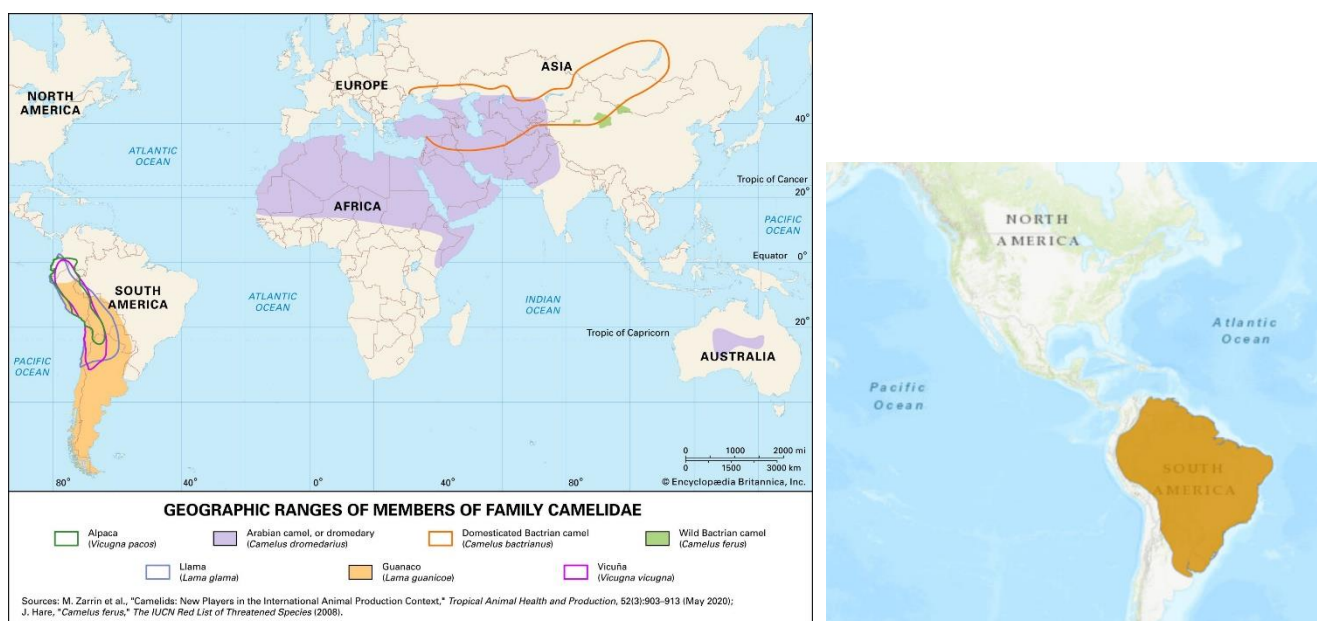 NORTH
AMERICA
ATLANTIC
OCEAN
EUROPE
ASIA
40°
Tropic of Cancer
20°
AFRICA
PACIFIC
OCEAN
Equator 0°
SOUTH
AMERICA
ATLANTIC
OCEAN
INDIAN
OCEAN
Tropic of Capricorn
20°
AUSTRALIA
PACIFIC
OCEAN
0 1000 2000 mi
0 1500 3000 km
80° 40° 0° 40° 80°
© Encyclopædia Britannica, Inc.
GEOGRAPHIC RANGES OF MEMBERS OF FAMILY CAMELIDAE
Alpaca
(Vicugna pacos)
Arabian camel, or dromedary
(Camelus dromedarius)
Domesticated Bactrian camel
(Camelus bactrianus)
Wild Bactrian camel
(Camelus ferus)
Llama
(Lama glama)
Guanaco
(Lama guanicoe)
Vicuña
(Vicugna vicugna)
Sources: M. Zarrin et al., "Camelids: New Players in the International Animal Production Context," Tropical Animal Health and Production, 52(3):903–913 (May 2020);
J. Hare, "Camelus ferus," The IUCN Red List of Threatened Species (2008).
NORTH
AMERICA
Atlantic
Ocean
Pacific
Ocean
SOUTH
AMERICA